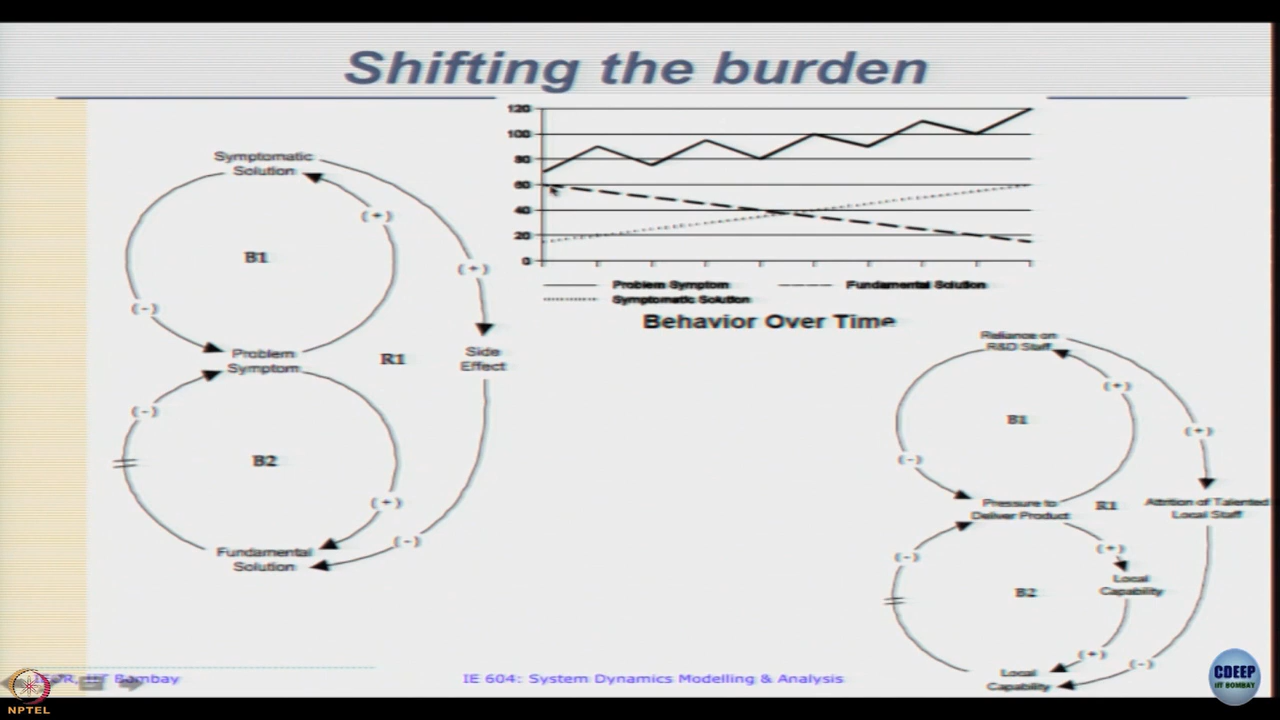 Shifting the burden
Symptomatic
Solution
(+)
(+)
B1
(-)
Problem
Symptom
R1
Side
Effect
(-)
B2
(+)
(-)
Fundamental
Solution
120
100
80
60
40
20
0
Problem Symptom
Fundamental Solution
Symptomatic Solution
Behavior Over Time
Reliance on
R&D Staff
(+)
B1
(+)
(-)
Pressure to
Deliver Product
R1
Attrition of Talented
Local Staff
(-)
(+)
Local
Capability
B2
(+)
(-)
Local
Capability
IIT Bombay
IE 604: System Dynamics Modelling & Analysis
CDEEP
IIT BOMBAY
NPTEL